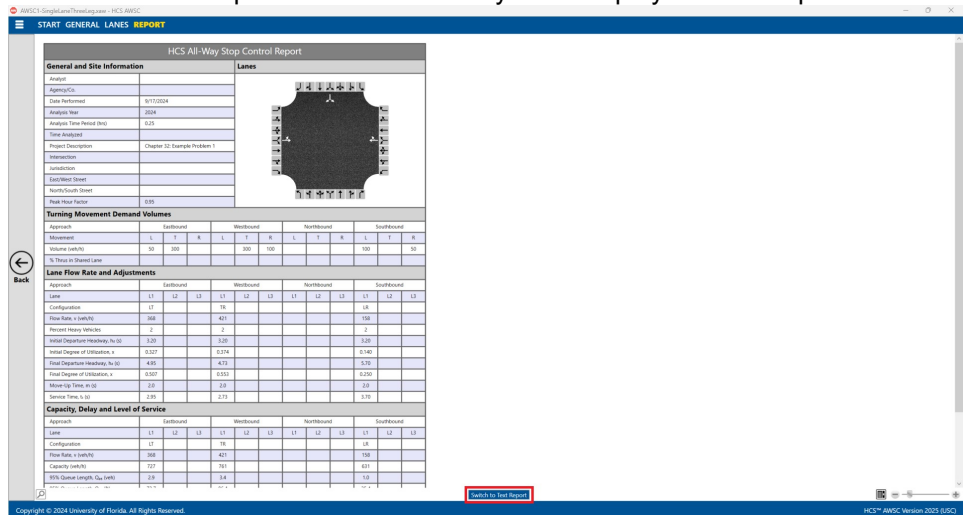 AWSC1-SingleLaneThreeLeg.xaw - HCS AWSC
START GENERAL LANES REPORT
HCS All-Way Stop Control Report
General and Site Information Lanes
Analyst
Agency/Co.
Date Performed 9/17/2024
Analysis Year 2024
Analysis Time Period (hrs) 0.25
Time Analyzed
Project Description Chapter 32: Example Problem 1
Intersection
Jurisdiction
East/West Street
North/South Street
Peak Hour Factor 0.95
Turning Movement Demand Volumes
Approach Eastbound Westbound Northbound Southbound
Movement L T R L T R L T R L T R
Volume (veh/h) 50 300 300 100 100 50
% Thrus in Shared Lane
Lane Flow Rate and Adjustments
Approach Eastbound Westbound Northbound Southbound
Lane L1 L2 L3 L1 L2 L3 L1 L2 L3 L1 L2 L3
Configuration LT TR LR
Flow Rate, v (veh/h) 368 421 158
Percent Heavy Vehicles 2 2 2
Initial Departure Headway, hd (s) 3.20 3.20 3.20
Initial Degree of Utilization, x 0.327 0.374 0.140
Final Departure Headway, hd (s) 4.95 4.73 5.70
Final Degree of Utilization, x 0.507 0.553 0.250
Move-Up Time, m (s) 2.0 2.0 2.0
Service Time, ts (s) 2.95 2.73 3.70
Capacity, Delay and Level of Service
Approach Eastbound Westbound Northbound Southbound
Lane L1 L2 L3 L1 L2 L3 L1 L2 L3 L1 L2 L3
Configuration LT TR LR
Flow Rate, v (veh/h) 368 421 158
Capacity (veh/h) 727 761 631
95% Queue Length, Q₉₅ (veh) 2.9 3.4 1.0
Back
Switch to Text Report
Copyright © 2024 University of Florida. All Rights Reserved. HCS™ AWSC Version 2025 (USC)